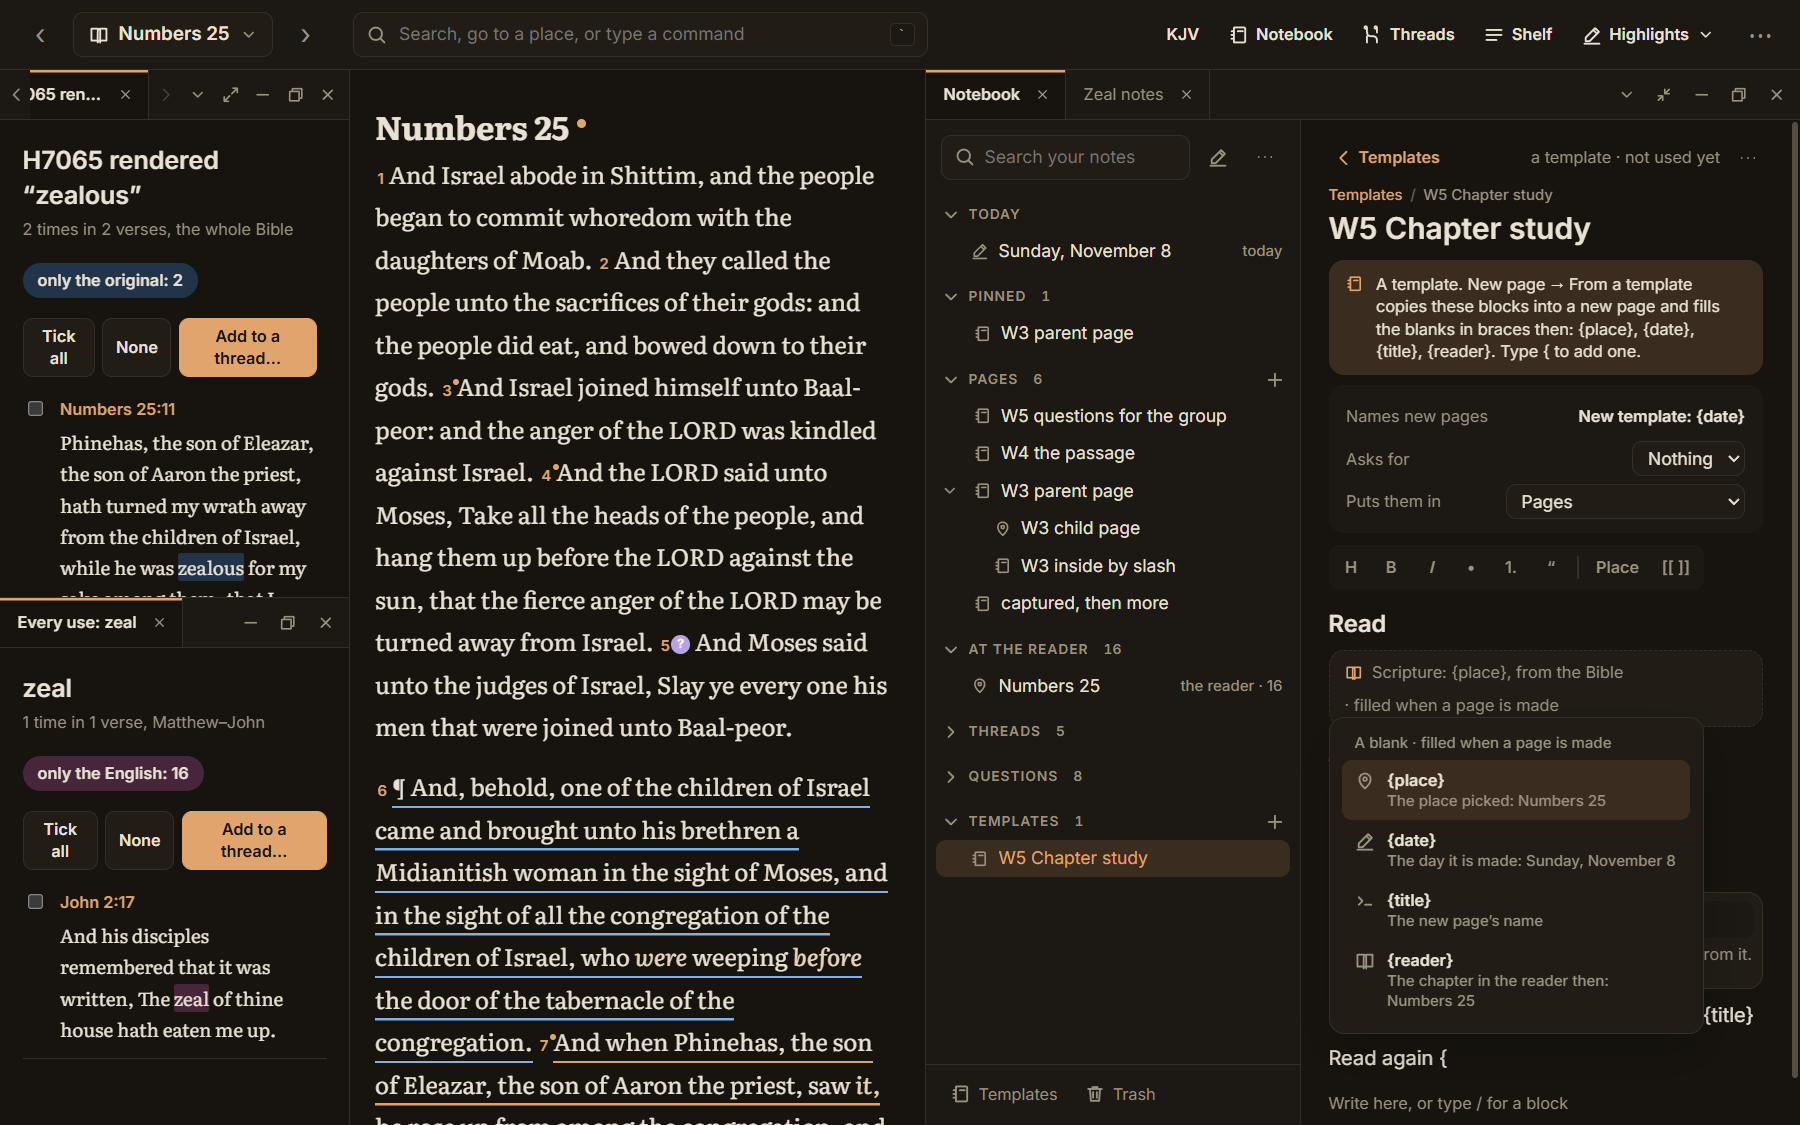 Numbers 25
Search, go to a place, or type a command
`
KJV
Notebook
Threads
Shelf
Highlights
065 ren...
H7065 rendered
“zealous”
2 times in 2 verses, the whole Bible
only the original: 2
Tick
all
None
Add to a
thread...
Numbers 25:11
Phinehas, the son of Eleazar,
the son of Aaron the priest,
hath turned my wrath away
from the children of Israel,
while he was zealous for my
Every use: zeal
zeal
1 time in 1 verse, Matthew–John
only the English: 16
Tick
all
None
Add to a
thread...
John 2:17
And his disciples
remembered that it was
written, The zeal of thine
house hath eaten me up.
Numbers 25
1 And Israel abode in Shittim, and the people
began to commit whoredom with the
daughters of Moab. 2 And they called the
people unto the sacrifices of their gods: and
the people did eat, and bowed down to their
gods. 3 And Israel joined himself unto Baal-
peor: and the anger of the LORD was kindled
against Israel. 4 And the LORD said unto
Moses, Take all the heads of the people, and
hang them up before the LORD against the
sun, that the fierce anger of the LORD may be
turned away from Israel. 5 ? And Moses said
unto the judges of Israel, Slay ye every one his
men that were joined unto Baal-peor.
6 ¶ And, behold, one of the children of Israel
came and brought unto his brethren a
Midianitish woman in the sight of Moses, and
in the sight of all the congregation of the
children of Israel, who were weeping before
the door of the tabernacle of the
congregation. 7 And when Phinehas, the son
of Eleazar, the son of Aaron the priest, saw it,
he rose up from among the congregation, and
Notebook
Zeal notes
Search your notes
TODAY
Sunday, November 8
today
PINNED 1
W3 parent page
PAGES 6
W5 questions for the group
W4 the passage
W3 parent page
W3 child page
W3 inside by slash
captured, then more
AT THE READER 16
Numbers 25
the reader · 16
THREADS 5
QUESTIONS 8
TEMPLATES 1
W5 Chapter study
Templates
Trash
Templates
a template · not used yet
Templates / W5 Chapter study
W5 Chapter study
A template. New page → From a template
copies these blocks into a new page and fills
the blanks in braces then: {place}, {date},
{title}, {reader}. Type { to add one.
Names new pages
New template: {date}
Asks for
Nothing
Puts them in
Pages
H B I • 1. “ Place [[ ]]
Read
Scripture: {place}, from the Bible
· filled when a page is made
A blank · filled when a page is made
{place}
The place picked: Numbers 25
{date}
The day it is made: Sunday, November 8
{title}
The new page’s name
{reader}
The chapter in the reader then:
Numbers 25
rom it.
{title}
Read again {
Write here, or type / for a block